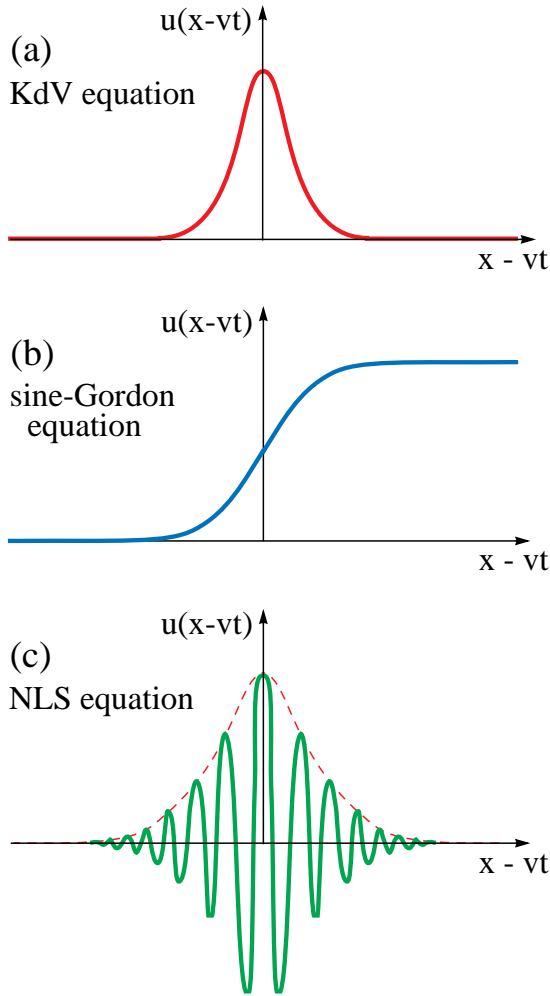 u(x-vt)
(a)
KdV equation
x - vt
u(x-vt)
(b)
sine-Gordon
equation
x - vt
u(x-vt)
(c)
NLS equation
x - vt